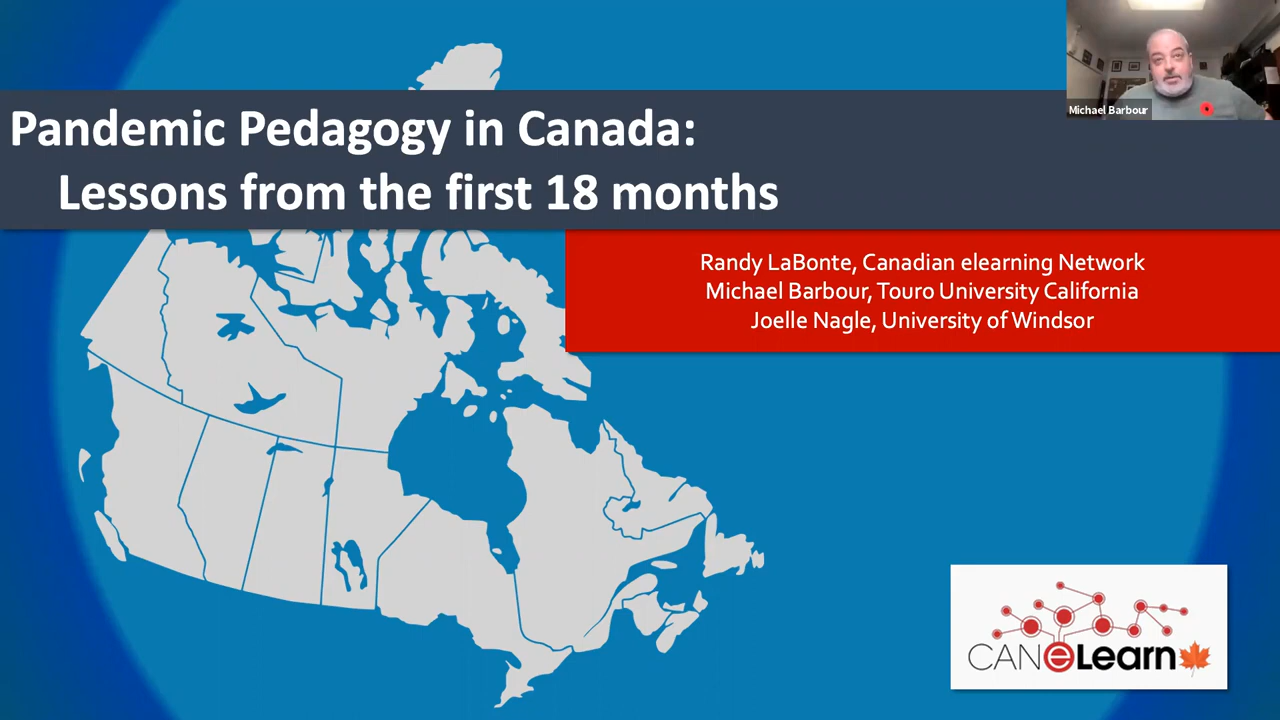 Pandemic Pedagogy in Canada:
Lessons from the first 18 months
Michael Barbour
Randy LaBonte, Canadian elearning Network
Michael Barbour, Touro University California
Joelle Nagle, University of Windsor
CANeLearn